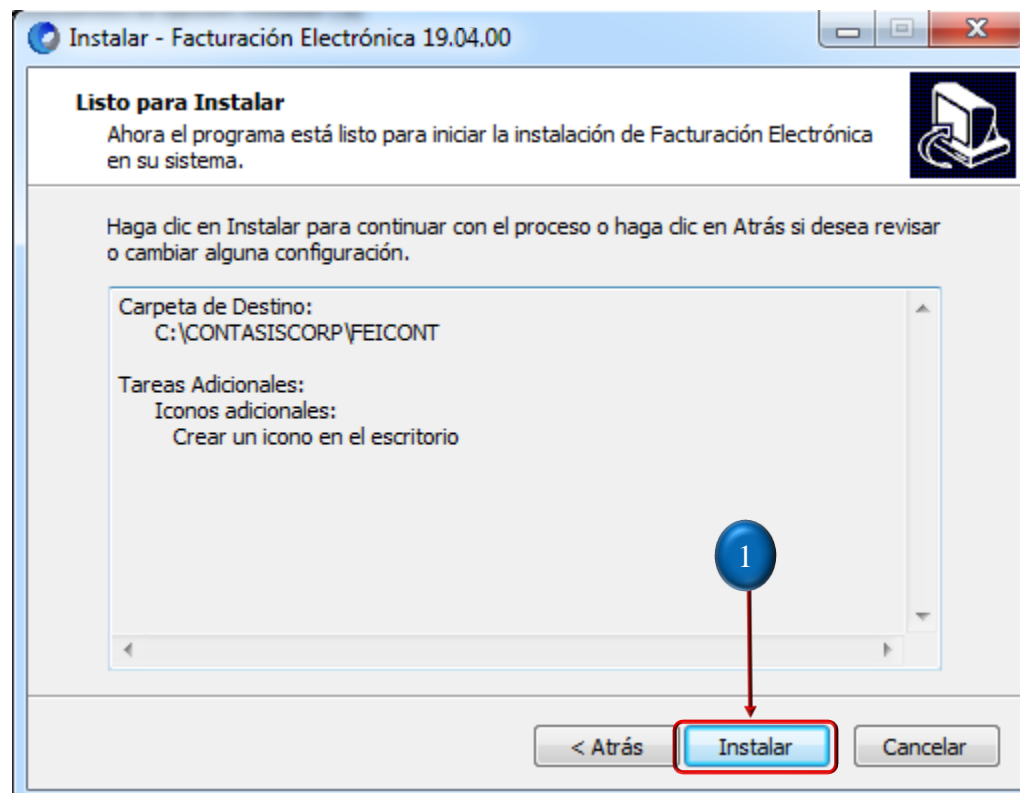 Instalar - Facturación Electrónica 19.04.00
Listo para Instalar
Ahora el programa está listo para iniciar la instalación de Facturación Electrónica
en su sistema.
Haga clic en Instalar para continuar con el proceso o haga clic en Atrás si desea revisar
o cambiar alguna configuración.
Carpeta de Destino:
C:\CONTASISCORP\FEICONT
Tareas Adicionales:
Iconos adicionales:
Crear un icono en el escritorio
1
< Atrás Instalar Cancelar